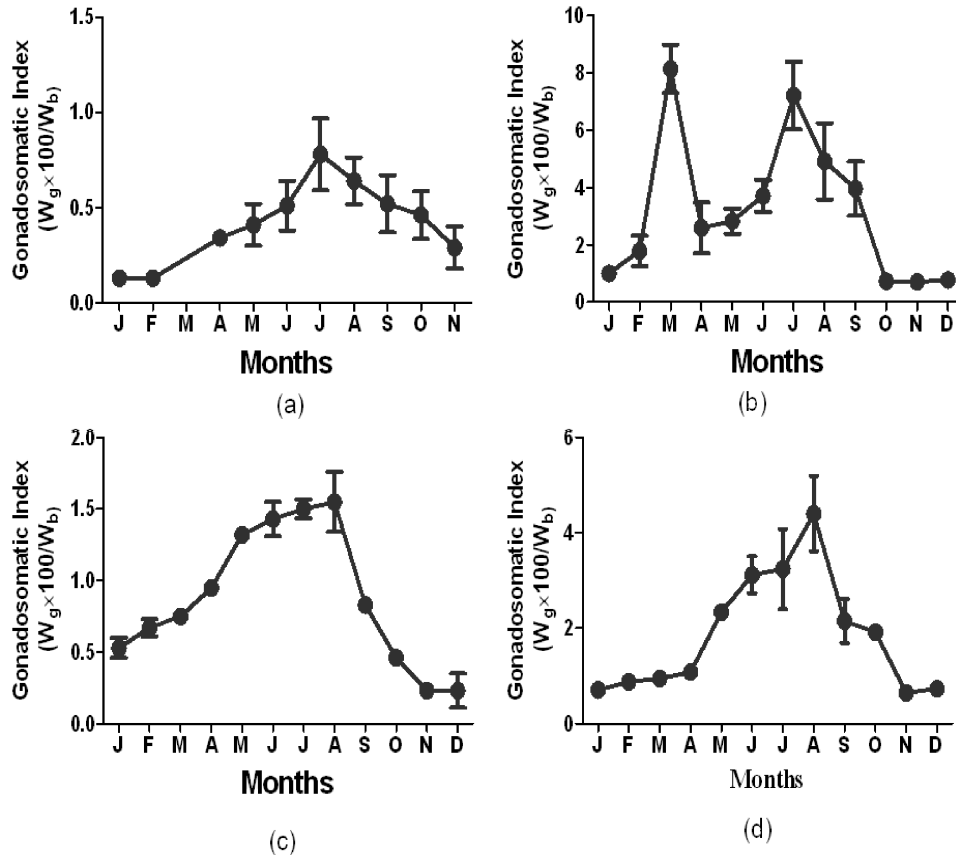 Gonadosomatic Index
(Wg×100/Wb)
1.5
1.0
0.5
0.0
J F M A M J J A S O N
Months
(a)
Gonadosomatic Index
(Wg×100/Wb)
10
8
6
4
2
0
J F M A M J J A S O N D
Months
(b)
Gonadosomatic Index
(Wg×100/Wb)
2.0
1.5
1.0
0.5
0.0
J F M A M J J A S O N D
Months
(c)
Gonadosomatic Index
(Wg×100/Wb)
6
4
2
0
J F M A M J J A S O N D
Months
(d)